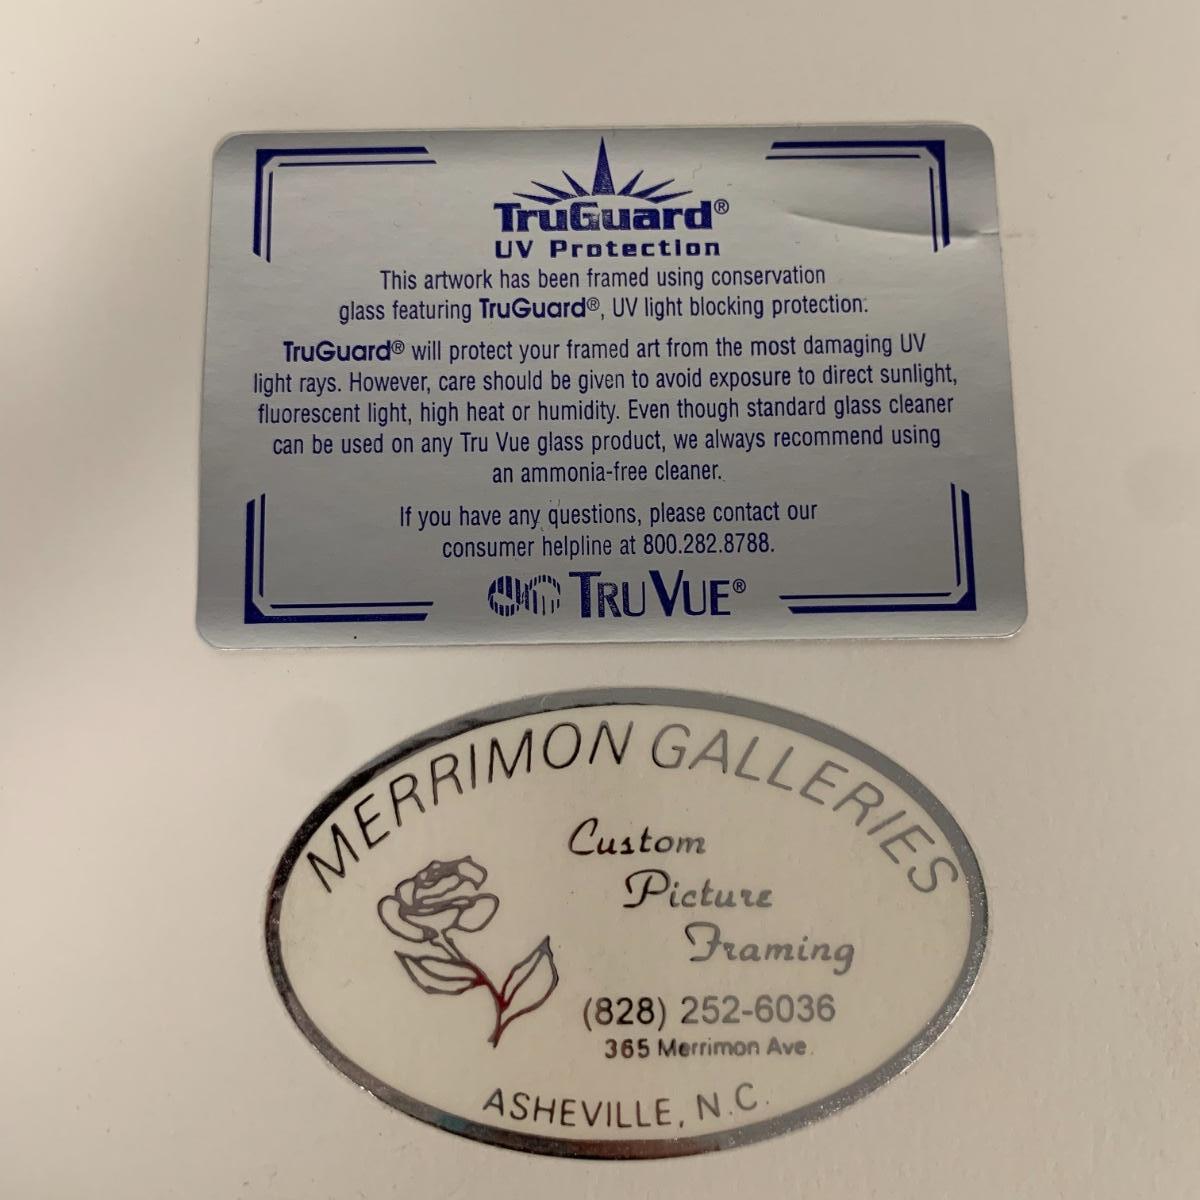 TruGuard®
UV Protection
This artwork has been framed using conservation
glass featuring TruGuard®, UV light blocking protection.
TruGuard® will protect your framed art from the most damaging UV
light rays. However, care should be given to avoid exposure to direct sunlight,
fluorescent light, high heat or humidity. Even though standard glass cleaner
can be used on any Tru Vue glass product, we always recommend using
an ammonia-free cleaner.
If you have any questions, please contact our
consumer helpline at 800.282.8788.
TRU VUE®
MERRIMON GALLERIES
Custom
Picture
Framing
(828) 252-6036
365 Merrimon Ave.
ASHEVILLE, N.C.